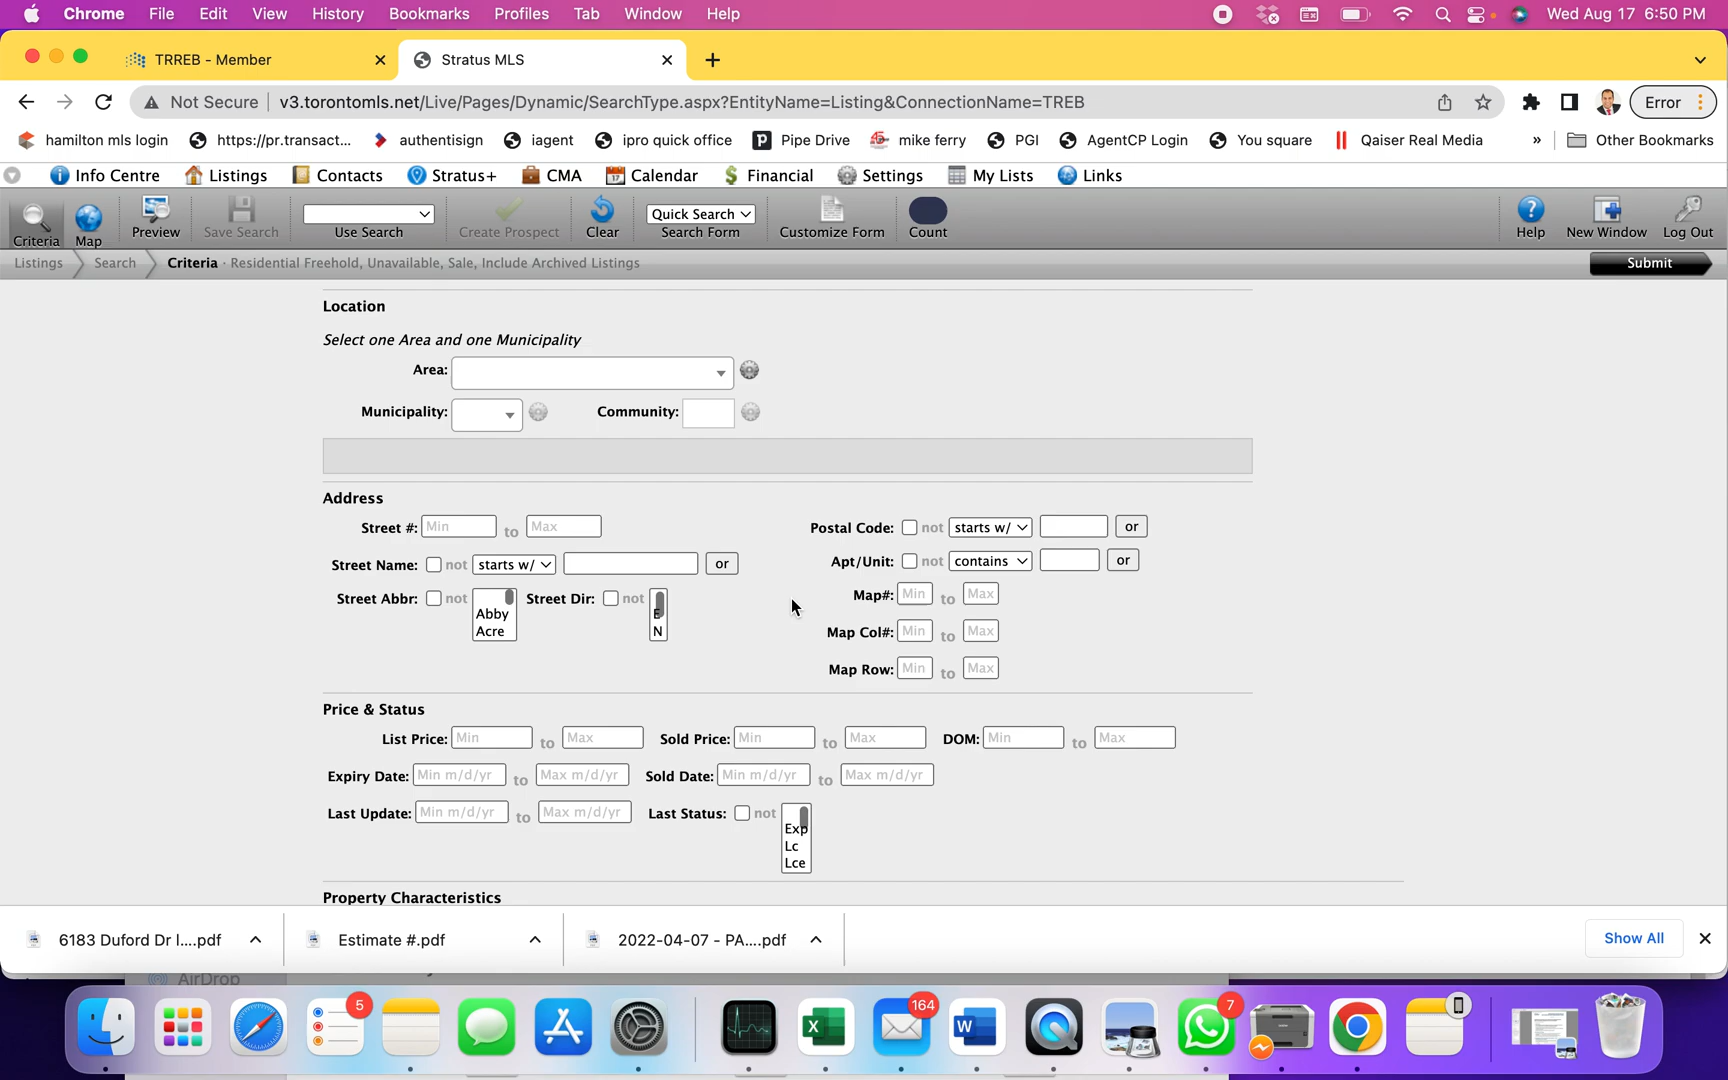 Chrome File Edit View History Bookmarks Profiles Tab Window Help Wed Aug 17 6:50 PM
TRREB - Member Stratus MLS
Not Secure v3.torontomls.net/Live/Pages/Dynamic/SearchType.aspx?EntityName=Listing&ConnectionName=TREB Error
hamilton mls login https://pr.transact... authentisign iagent ipro quick office Pipe Drive mike ferry PGI AgentCP Login You square Qaiser Real Media » Other Bookmarks
Info Centre Listings Contacts Stratus+ CMA Calendar Financial Settings My Lists Links
Quick Search
Criteria Map Preview Save Search Use Search Create Prospect Clear Search Form Customize Form Count Help New Window Log Out
Listings Search Criteria · Residential Freehold, Unavailable, Sale, Include Archived Listings Submit
Location
Select one Area and one Municipality
Area:
Municipality: Community:
Address
Street #: Min to Max Postal Code: not starts w/ or
Street Name: not starts w/ or Apt/Unit: not contains or
Street Abbr: not Abby Acre Street Dir: not E N Map#: Min to Max
Map Col#: Min to Max
Map Row: Min to Max
Price & Status
List Price: Min to Max Sold Price: Min to Max DOM: Min to Max
Expiry Date: Min m/d/yr to Max m/d/yr Sold Date: Min m/d/yr to Max m/d/yr
Last Update: Min m/d/yr to Max m/d/yr Last Status: not Exp
Lc
Lce
Property Characteristics
6183 Duford Dr I....pdf Estimate #.pdf 2022-04-07 - PA....pdf Show All
AirDrop
5 164 7
17
X W